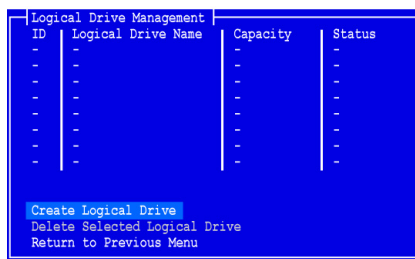 Logical Drive Management
ID Logical Drive Name Capacity Status
- - - -
- - - -
- - - -
- - - -
- - - -
- - - -
- - - -
- - - -
Create Logical Drive
Delete Selected Logical Drive
Return to Previous Menu